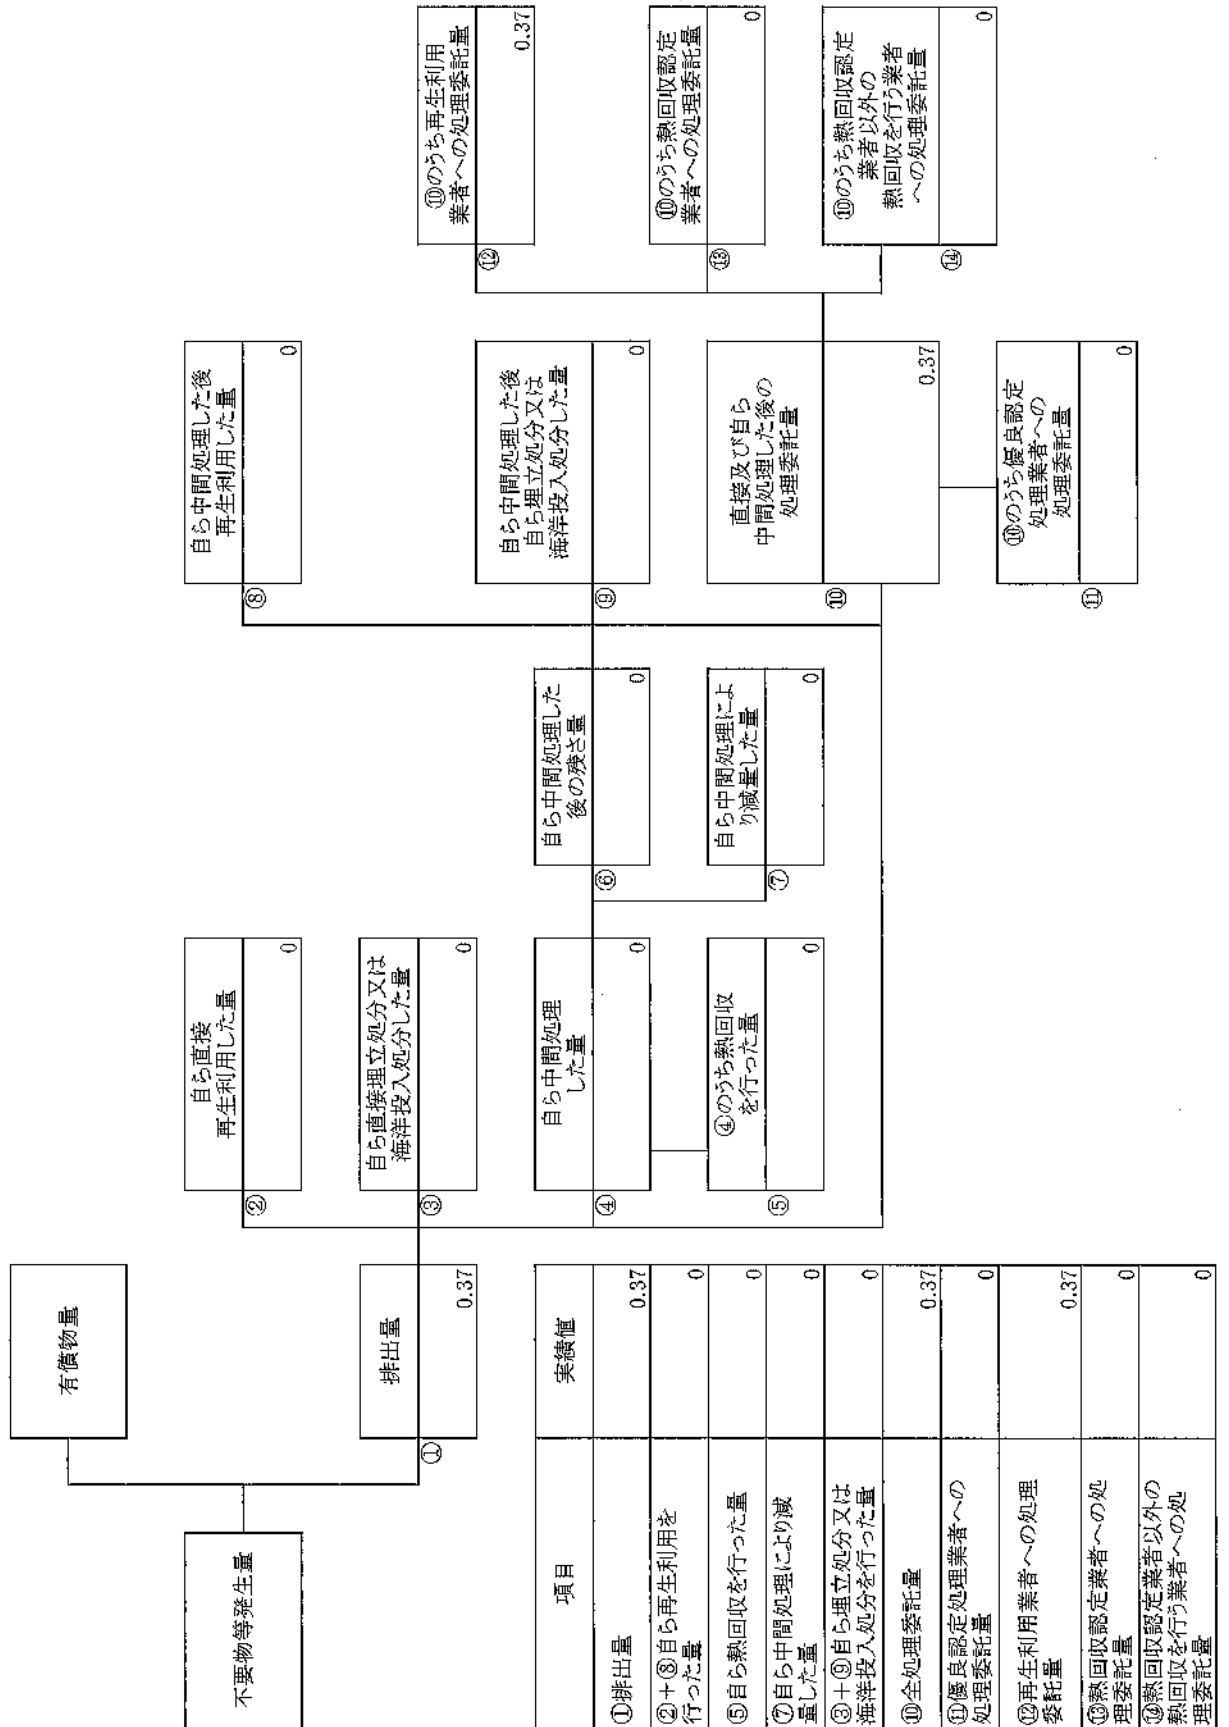 不要物等発生量
有償物量
①
排出量
0.37
②
自ら直接
再生利用した量
0
③
自ら直接埋立処分又は
海洋投入処分した量
0
④
自ら中間処理
した量
0
⑤
④のうち熱回収
を行った量
0
⑥
自ら中間処理した
後の残さ量
0
⑦
自ら中間処理によ
り減量した量
0
⑧
自ら中間処理した後
再生利用した量
0
⑨
自ら中間処理した後
自ら埋立処分又は
海洋投入処分した量
0
⑩
直接及び自ら
中間処理した後の
処理委託量
0.37
⑪
⑩のうち優良認定
処理業者への
処理委託量
0
⑫
⑩のうち再生利用
業者への処理委託量
0.37
⑬
⑩のうち熱回収認定
業者への処理委託量
0
⑭
⑩のうち熱回収認定
業者以外の
熱回収を行う業者
への処理委託量
0
項目
実績値
①排出量
0.37
②+⑧自ら再生利用を
行った量
0
⑤自ら熱回収を行った量
0
⑦自ら中間処理により減
量した量
0
③+⑨自ら埋立処分又は
海洋投入処分を行った量
0
⑩全処理委託量
0.37
⑪優良認定処理業者への
処理委託量
0
⑫再生利用業者への処理
委託量
0.37
⑬熱回収認定業者への処
理委託量
0
⑭熱回収認定業者以外の
熱回収を行う業者への処
理委託量
0